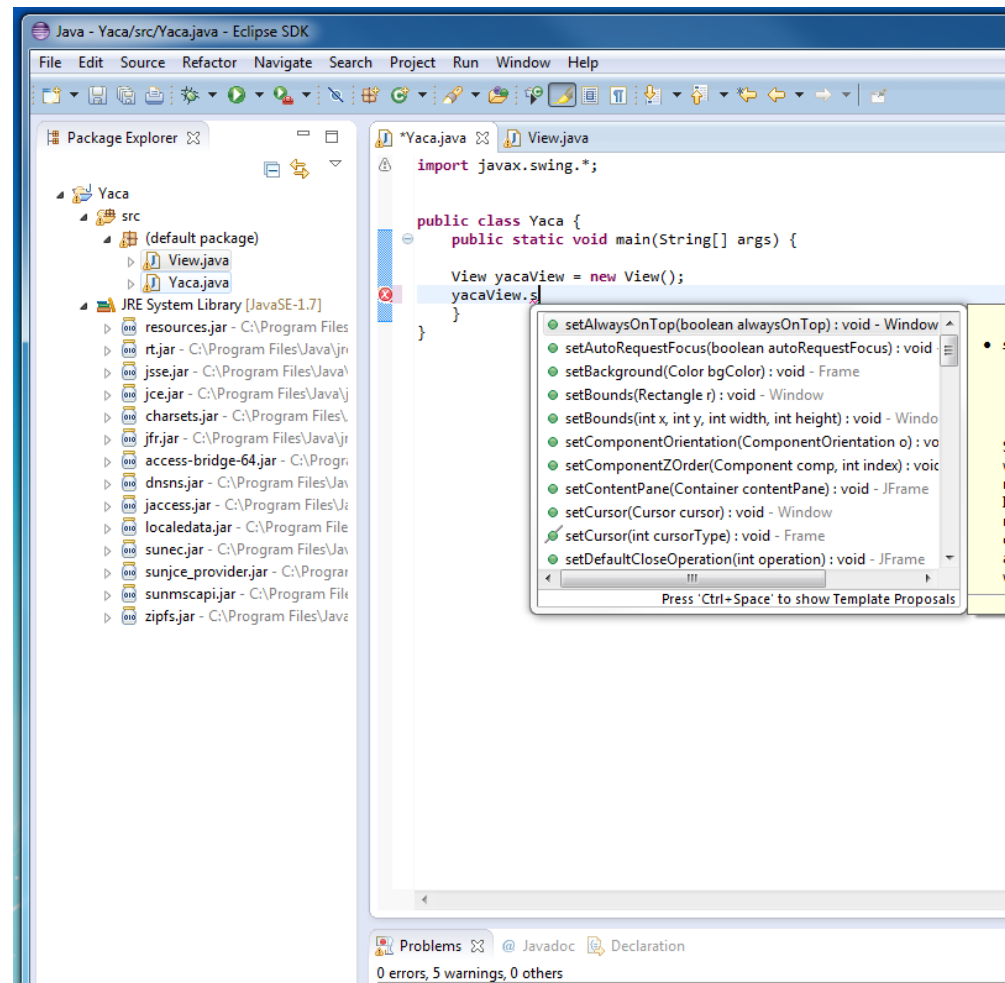 Java - Yaca/src/Yaca.java - Eclipse SDK
File Edit Source Refactor Navigate Search Project Run Window Help
Package Explorer
Yaca
src
(default package)
View.java
Yaca.java
JRE System Library [JavaSE-1.7]
resources.jar - C:\Program Files
rt.jar - C:\Program Files\Java\jr
jsse.jar - C:\Program Files\Java\
jce.jar - C:\Program Files\Java\j
charsets.jar - C:\Program Files\
jfr.jar - C:\Program Files\Java\jr
access-bridge-64.jar - C:\Progr
dnsns.jar - C:\Program Files\Jav
jaccess.jar - C:\Program Files\Ja
localedata.jar - C:\Program File
sunec.jar - C:\Program Files\Jav
sunjce_provider.jar - C:\Prograr
sunmscapi.jar - C:\Program File
zipfs.jar - C:\Program Files\Java
*Yaca.java View.java
import javax.swing.*;
public class Yaca {
public static void main(String[] args) {
View yacaView = new View();
yacaView.s
}
}
setAlwaysOnTop(boolean alwaysOnTop) : void - Window
setAutoRequestFocus(boolean autoRequestFocus) : void -
setBackground(Color bgColor) : void - Frame
setBounds(Rectangle r) : void - Window
setBounds(int x, int y, int width, int height) : void - Windo
setComponentOrientation(ComponentOrientation o) : vo
setComponentZOrder(Component comp, int index) : voic
setContentPane(Container contentPane) : void - JFrame
setCursor(Cursor cursor) : void - Window
setCursor(int cursorType) : void - Frame
setDefaultCloseOperation(int operation) : void - JFrame
Press 'Ctrl+Space' to show Template Proposals
Problems @ Javadoc Declaration
0 errors, 5 warnings, 0 others